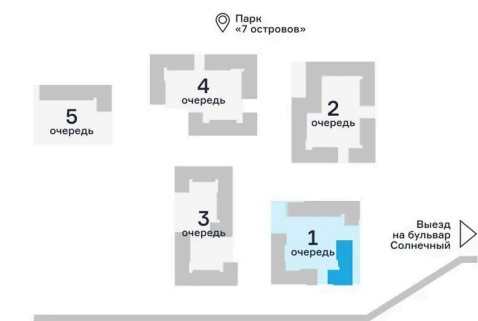 Парк
«7 островов»
4
очередь
5
очередь
2
очередь
3
очередь
1
очередь
Выезд
на бульвар
Солнечный